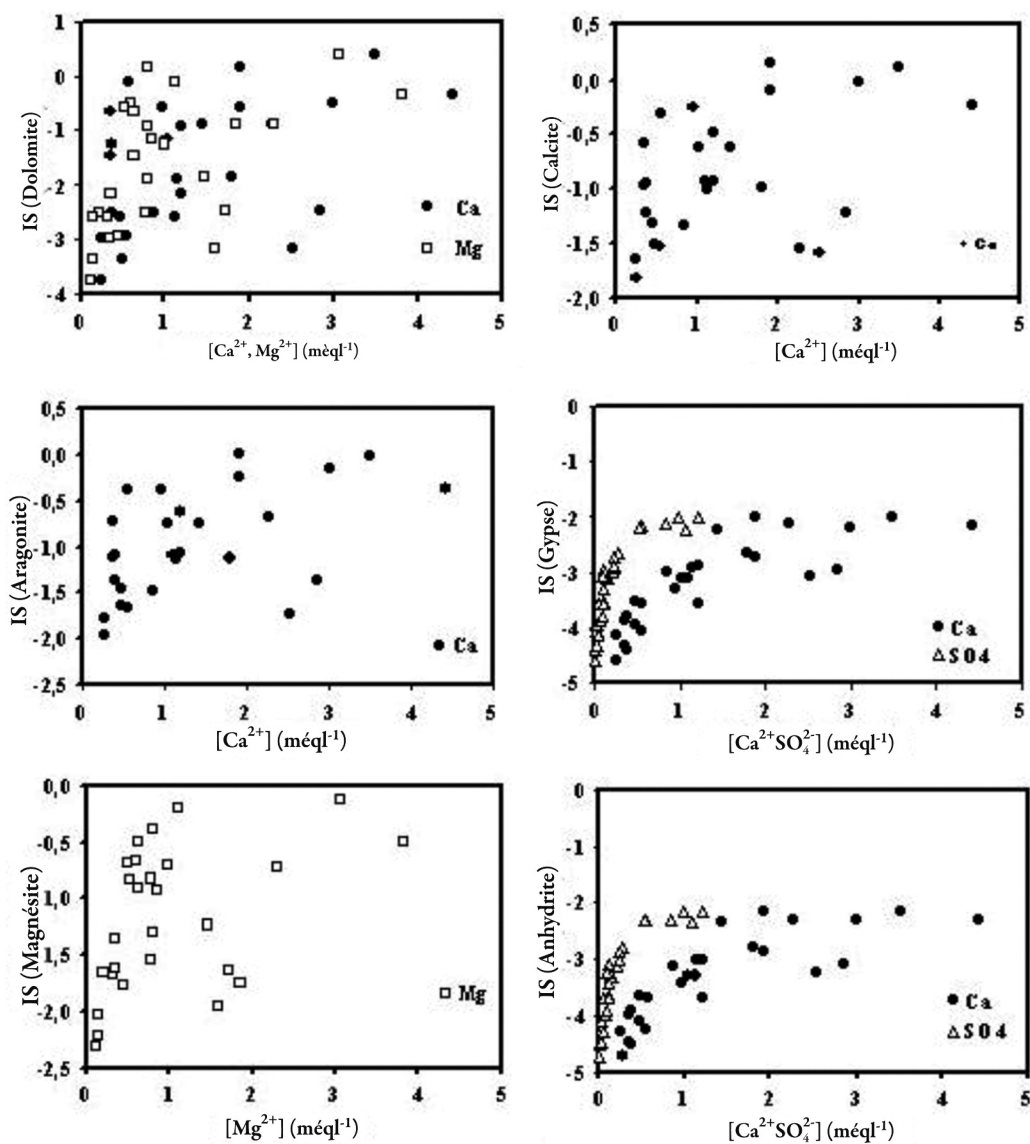 IS (Dolomite)
1
0
-1
-2
-3
-4
0 1 2 3 4 5
Ca
Mg
[Ca²⁺, Mg²⁺] (mèql⁻¹)
IS (Calcite)
0,5
0,0
-0,5
-1,0
-1,5
-2,0
0 1 2 3 4 5
[Ca²⁺] (méql⁻¹)
IS (Aragonite)
0,5
0,0
-0,5
-1,0
-1,5
-2,0
-2,5
0 1 2 3 4 5
Ca
[Ca²⁺] (méql⁻¹)
IS (Gypse)
0
-1
-2
-3
-4
-5
0 1 2 3 4 5
Ca
SO4
[Ca²⁺SO₄²⁻] (méql⁻¹)
IS (Magnésite)
0,0
-0,5
-1,0
1,5
-2,0
-2,5
0 1 2 3 4 5
Mg
[Mg²⁺] (méql⁻¹)
IS (Anhydrite)
0
-1
-2
-3
-4
-5
0 1 2 3 4 5
Ca
SO4
[Ca²⁺SO₄²⁻] (méql⁻¹)